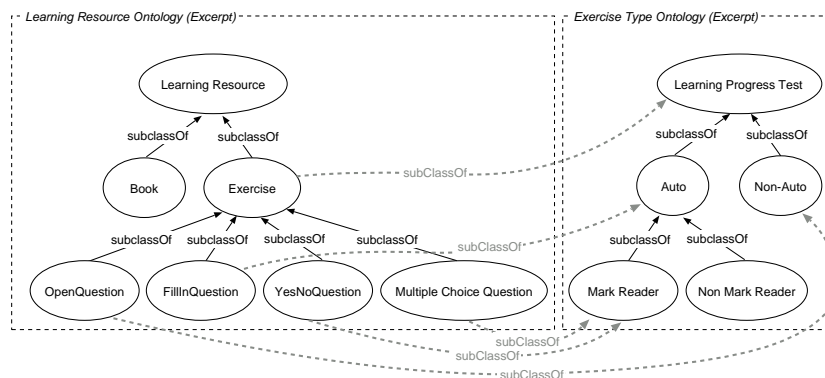 Learning Resource Ontology (Excerpt)
Exercise Type Ontology (Excerpt)
Learning Resource
Learning Progress Test
subclassOf
subclassOf
subclassOf
subclassOf
subClassOf
Book
Exercise
Auto
Non-Auto
subclassOf
subclassOf
subclassOf
subclassOf
subClassOf
subclassOf
subclassOf
OpenQuestion
FillInQuestion
YesNoQuestion
Multiple Choice Question
Mark Reader
Non Mark Reader
subClassOf
subClassOf
subClassOf